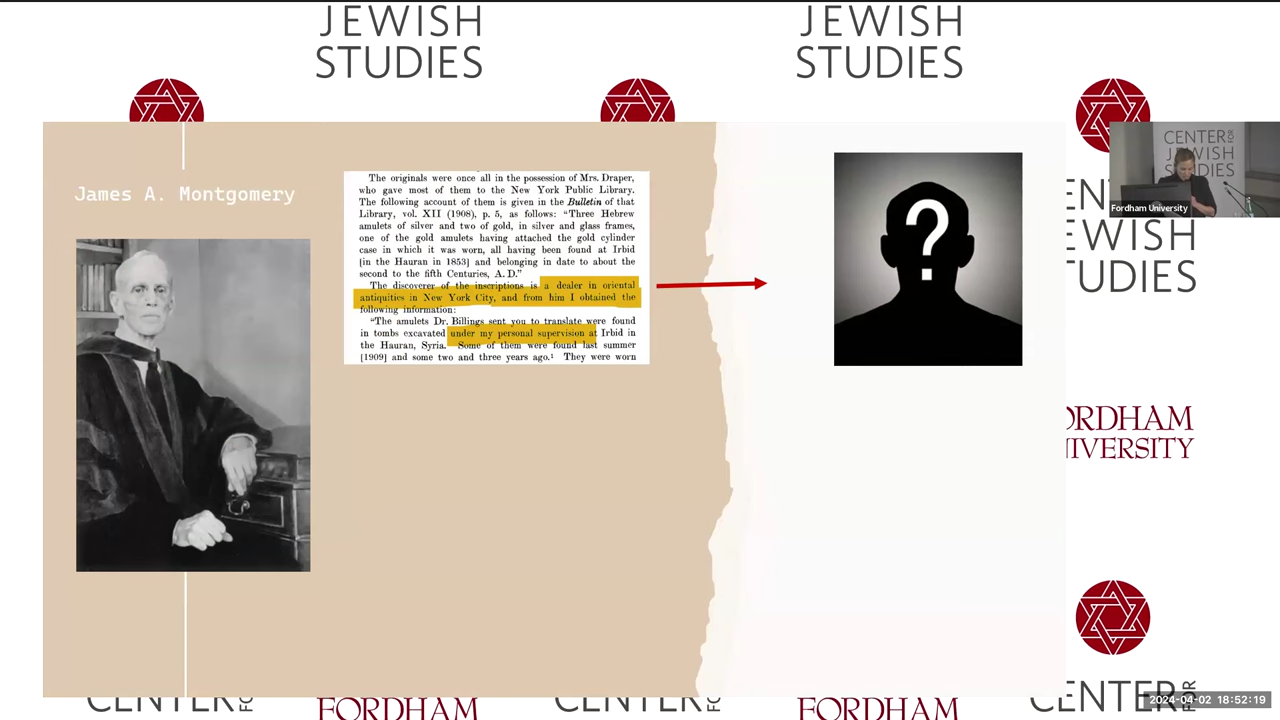 JEWISH
STUDIES
JEWISH
STUDIES
James A. Montgomery
The originals were once all in the possession of Mrs. Draper,
who gave most of them to the New York Public Library.
The following account of them is given in the Bulletin of that
Library, vol. XII (1908), p. 5, as follows: “Three Hebrew
amulets of silver and two of gold, in silver and glass frames,
one of the gold amulets having attached the gold cylinder
case in which it was worn, all having been found at Irbid
[in the Hauran in 1853] and belonging in date to about the
second to the fifth Centuries, A. D.”
The discoverer of the inscriptions is a dealer in oriental
antiquities in New York City, and from him I obtained the
following information:
“The amulets Dr. Billings sent you to translate were found
in tombs excavated under my personal supervision at Irbid in
the Hauran, Syria. Some of them were found last summer
[1909] and some two and three years ago.¹ They were worn
?
CENTER FOR
JEWISH
STUDIES
Fordham University
EN
EWISH
TUDIES
ORDHAM
IVERSITY
CENTER FOR
FORDHAM
CENTER FOR
FORDHAM
ENTER FOR
2024-04-02 18:52:19